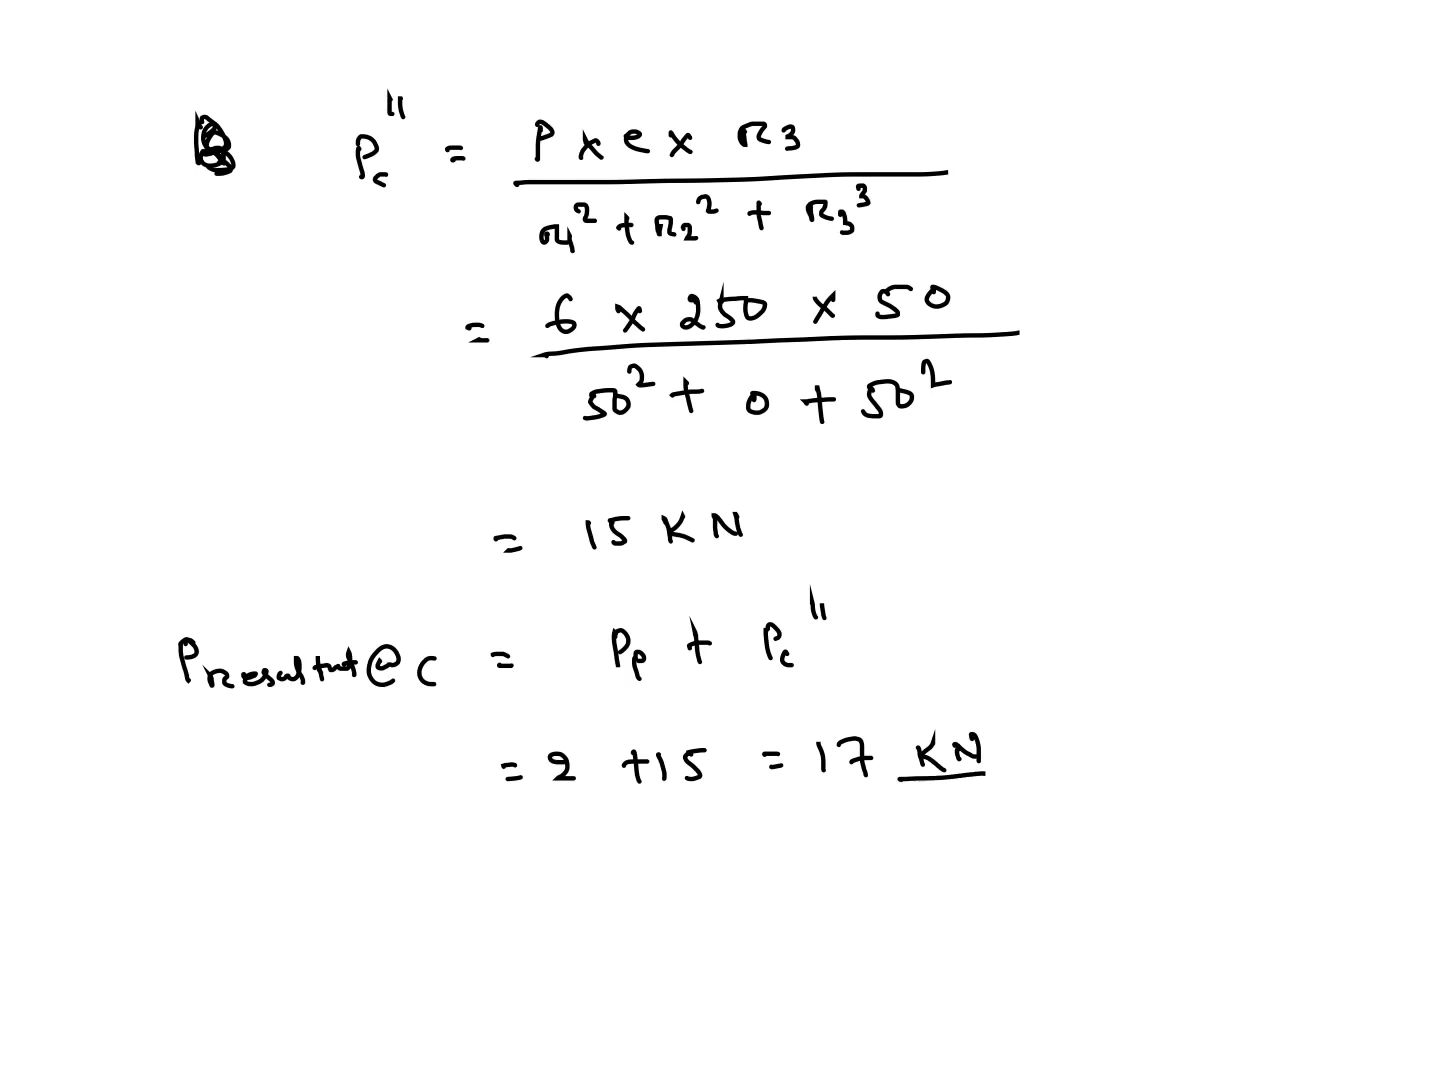 Pc'' = P x e x r3 / r1² + r2² + r3³
= 6 x 250 x 50 / 50² + 0 + 50²
= 15 KN
Presultnt@C = Pp + Pc''
= 2 + 15 = 17 KN